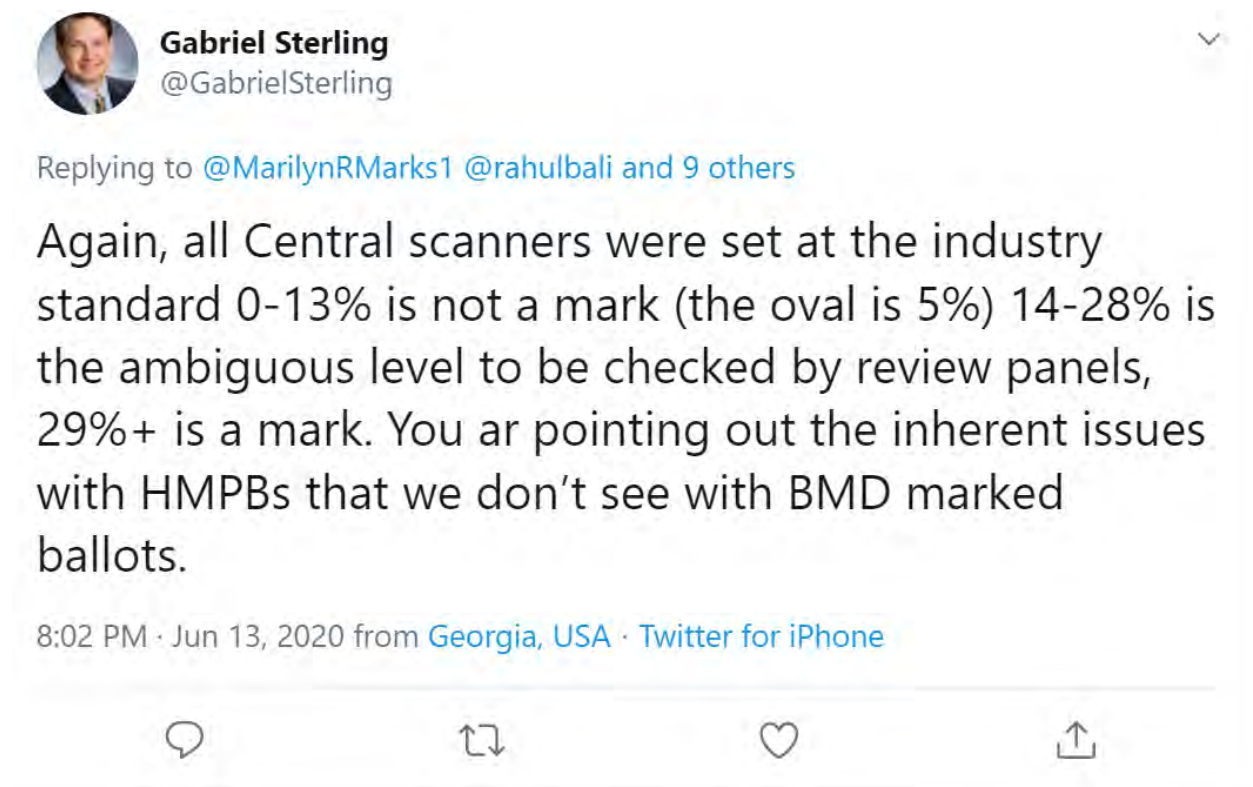 Gabriel Sterling
@GabrielSterling
Replying to @MarilynRMarks1 @rahulbali and 9 others
Again, all Central scanners were set at the industry
standard 0-13% is not a mark (the oval is 5%) 14-28% is
the ambiguous level to be checked by review panels,
29%+ is a mark. You ar pointing out the inherent issues
with HMPBs that we don't see with BMD marked
ballots.
8:02 PM · Jun 13, 2020 from Georgia, USA · Twitter for iPhone